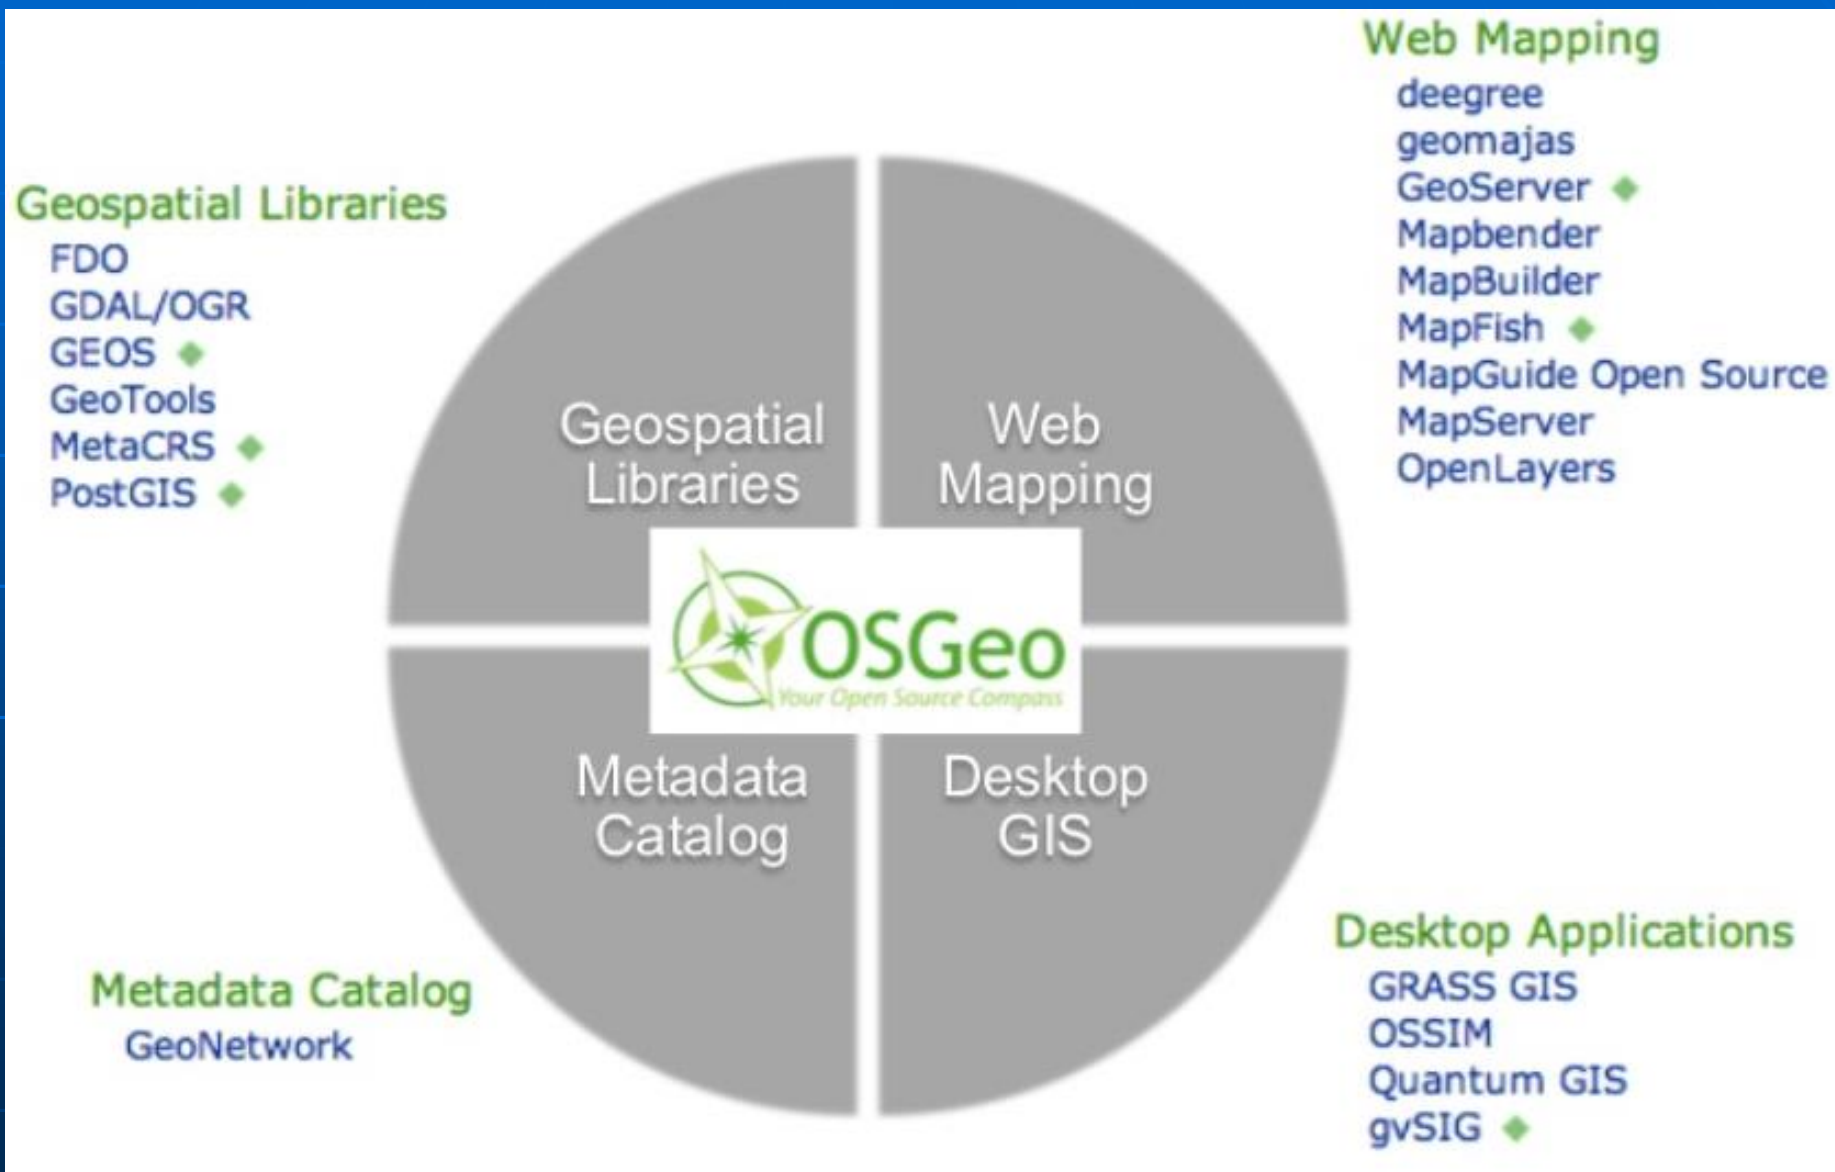 Web Mapping
deegree
geomajas
GeoServer
Mapbender
MapBuilder
MapFish
MapGuide Open Source
MapServer
OpenLayers
Geospatial Libraries
FDO
GDAL/OGR
GEOS
GeoTools
MetaCRS
PostGIS
Geospatial
Libraries
Web
Mapping
OSGeo
Your Open Source Compass
Metadata
Catalog
Desktop
GIS
Metadata Catalog
GeoNetwork
Desktop Applications
GRASS GIS
OSSIM
Quantum GIS
gvSIG